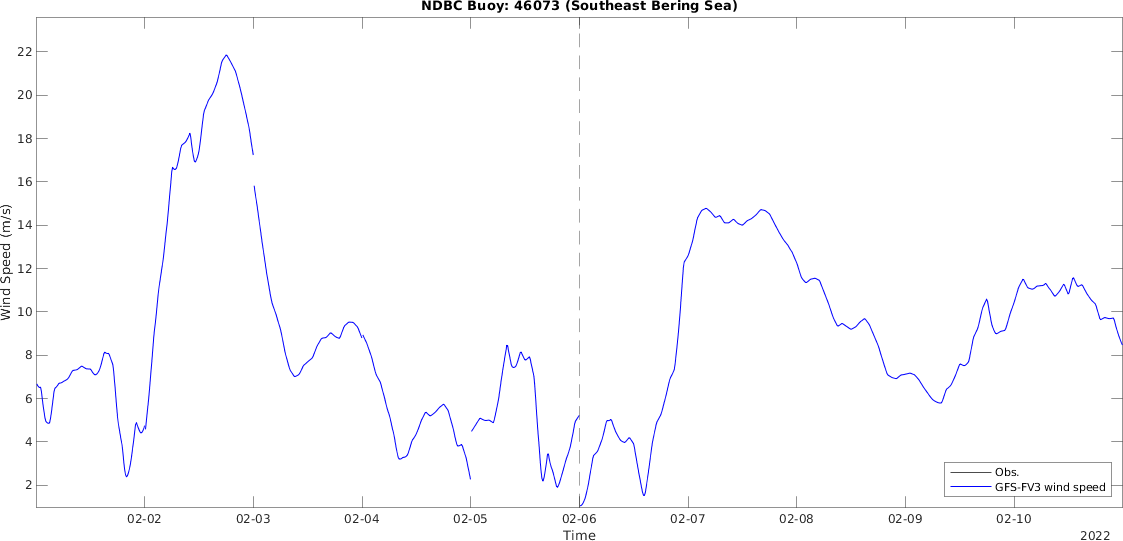 NDBC Buoy: 46073 (Southeast Bering Sea)
Wind Speed (m/s)
22
20
18
16
14
12
10
8
6
4
2
Obs.
GFS-FV3 wind speed
02-02 02-03 02-04 02-05 02-06 02-07 02-08 02-09 02-10
Time
2022